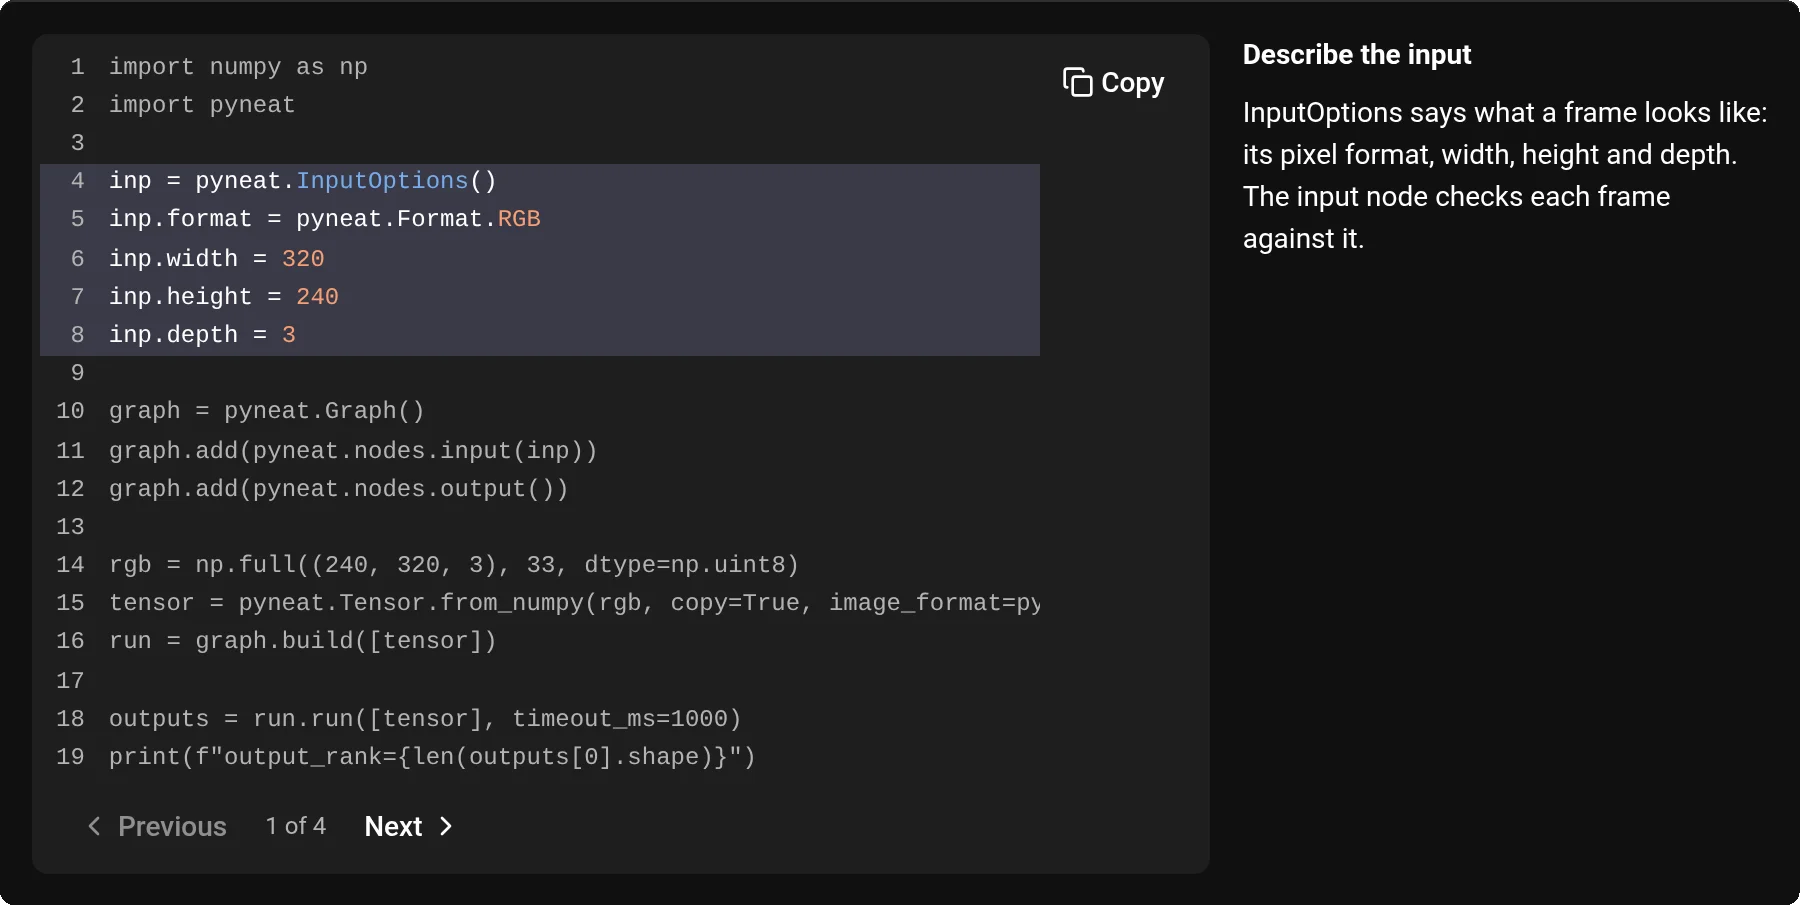 1 import numpy as np
2 import pyneat
3
4 inp = pyneat.InputOptions()
5 inp.format = pyneat.Format.RGB
6 inp.width = 320
7 inp.height = 240
8 inp.depth = 3
9
10 graph = pyneat.Graph()
11 graph.add(pyneat.nodes.input(inp))
12 graph.add(pyneat.nodes.output())
13
14 rgb = np.full((240, 320, 3), 33, dtype=np.uint8)
15 tensor = pyneat.Tensor.from_numpy(rgb, copy=True, image_format=py
16 run = graph.build([tensor])
17
18 outputs = run.run([tensor], timeout_ms=1000)
19 print(f"output_rank={len(outputs[0].shape)}")
Copy
Previous 1 of 4 Next
Describe the input
InputOptions says what a frame looks like:
its pixel format, width, height and depth.
The input node checks each frame
against it.